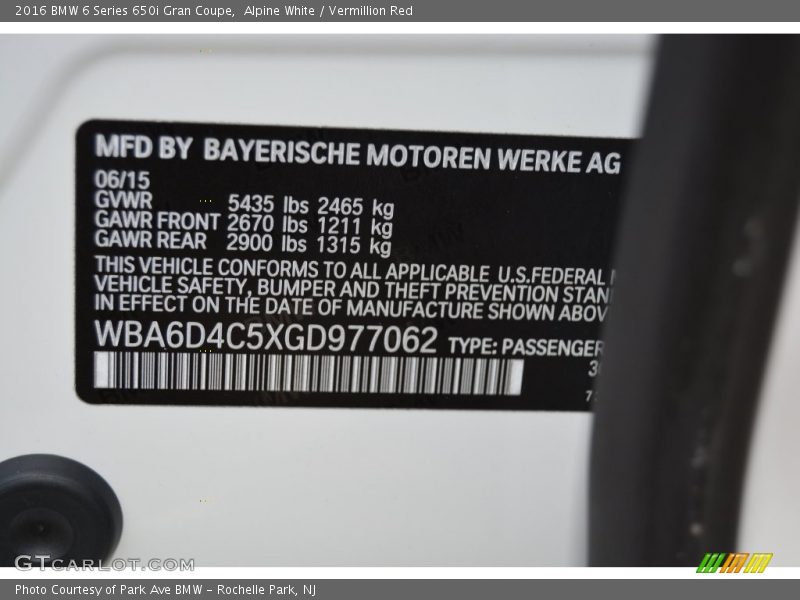 2016 BMW 6 Series 650i Gran Coupe,  Alpine White / Vermillion Red
MFD BY BAYERISCHE MOTOREN WERKE AG
06/15
GVWR 5435 lbs 2465 kg
GAWR FRONT 2670 lbs 1211 kg
GAWR REAR 2900 lbs 1315 kg
THIS VEHICLE CONFORMS TO ALL APPLICABLE U.S.FEDERAL
VEHICLE SAFETY, BUMPER AND THEFT PREVENTION
IN EFFECT ON THE DATE OF MANUFACTURE SHOWN
WBA6D4C5XGD977062 TYPE: PASSENGER
GTCARLOT.COM
Photo Courtesy of Park Ave BMW – Rochelle Park, NJ